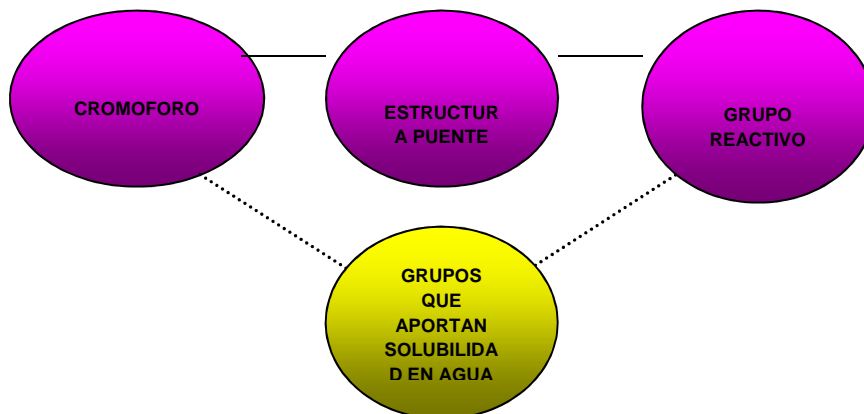 CROMOFORO
ESTRUCTUR
A PUENTE
GRUPO
REACTIVO
GRUPOS
QUE
APORTAN
SOLUBILIDA
D EN AGUA